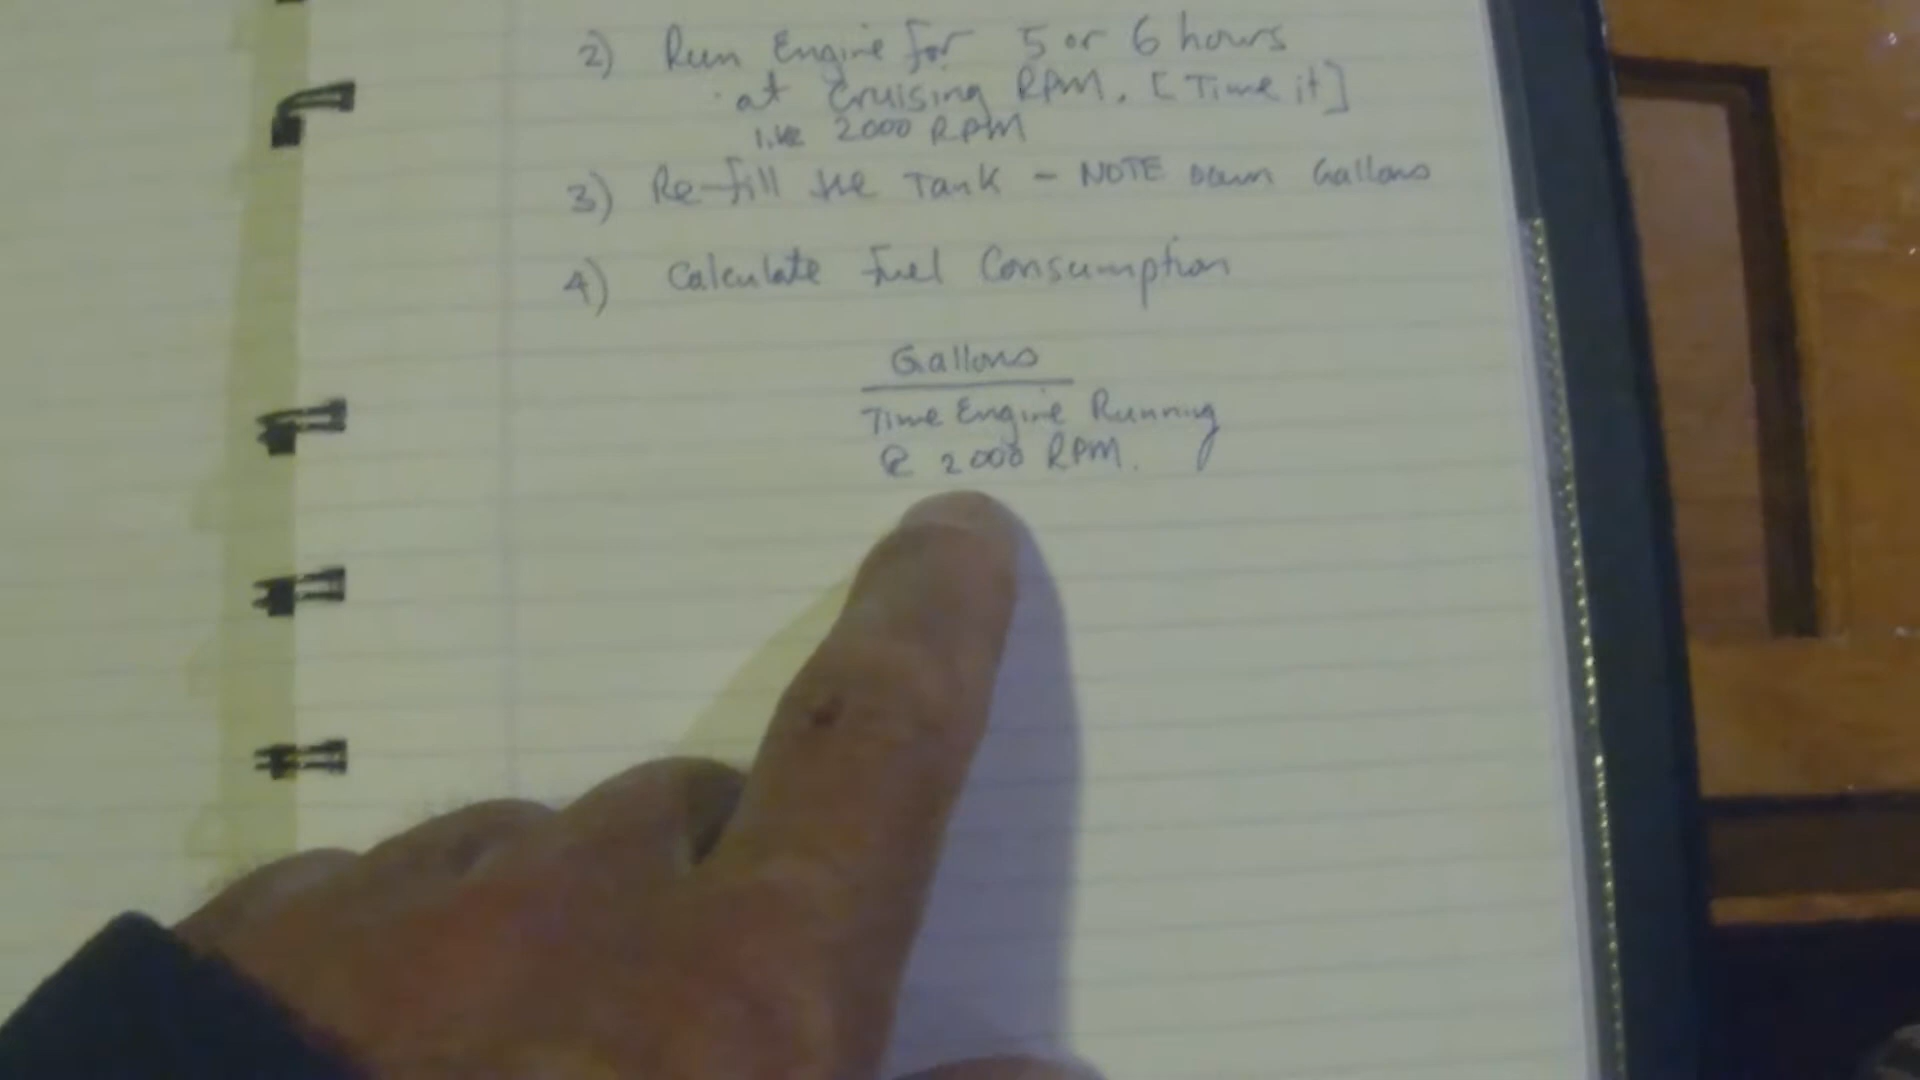 2) Run Engine for 5 or 6 hours
at Cruising RPM. [Time it]
2000 RPM
3) Re-fill the Tank - NOTE Down Gallons
4) Calculate Fuel Consumption
Gallons
Time Engine Running
@ 2000 RPM.